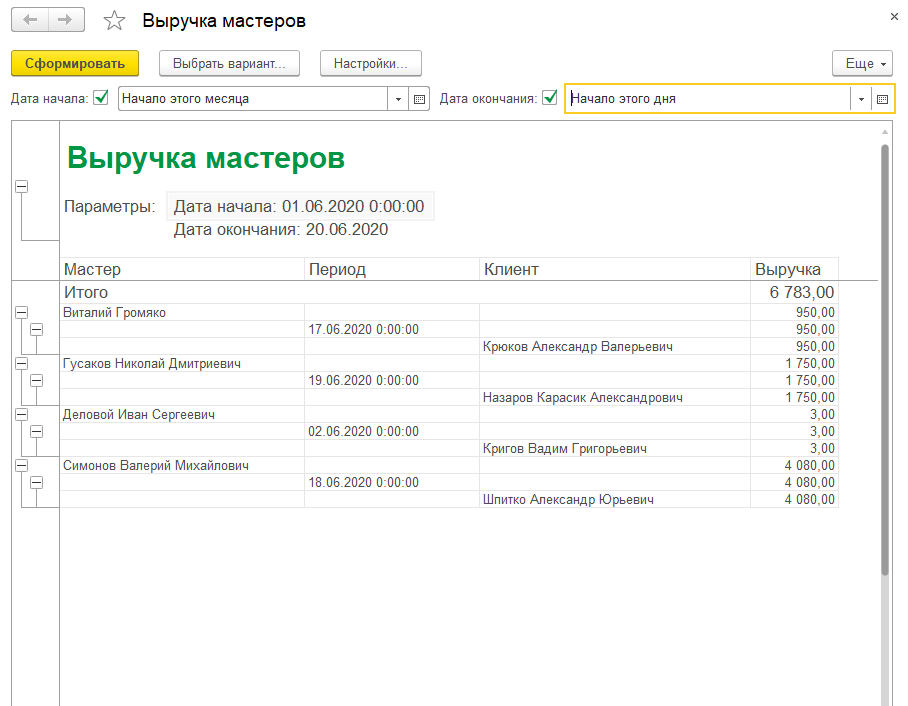 Выручка мастеров
Сформировать Выбрать вариант... Настройки... Еще
Дата начала: Начало этого месяца Дата окончания: Начало этого дня
Выручка мастеров
Параметры: Дата начала: 01.06.2020 0:00:00
Дата окончания: 20.06.2020
Мастер Период Клиент Выручка
Итого 6 783,00
Виталий Громяко 950,00
17.06.2020 0:00:00 950,00
Крюков Александр Валерьевич 950,00
Гусаков Николай Дмитриевич 1 750,00
19.06.2020 0:00:00 1 750,00
Назаров Карасик Александрович 1 750,00
Деловой Иван Сергеевич 3,00
02.06.2020 0:00:00 3,00
Кригов Вадим Григорьевич 3,00
Симонов Валерий Михайлович 4 080,00
18.06.2020 0:00:00 4 080,00
Шпитко Александр Юрьевич 4 080,00